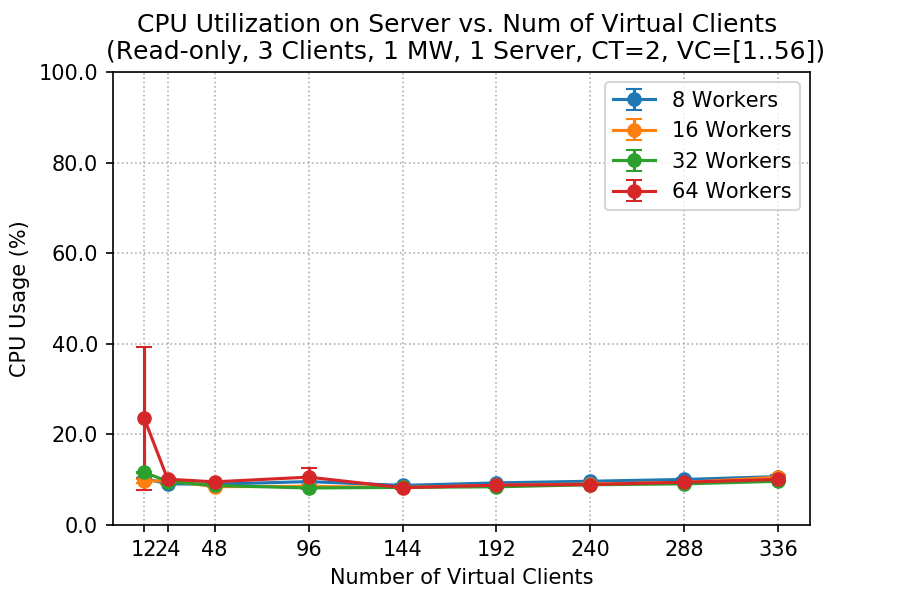 CPU Utilization on Server vs. Num of Virtual Clients
(Read-only, 3 Clients, 1 MW, 1 Server, CT=2, VC=[1..56])
100.0
80.0
60.0
40.0
20.0
0.0
CPU Usage (%)
8 Workers
16 Workers
32 Workers
64 Workers
12 24 48 96 144 192 240 288 336
Number of Virtual Clients